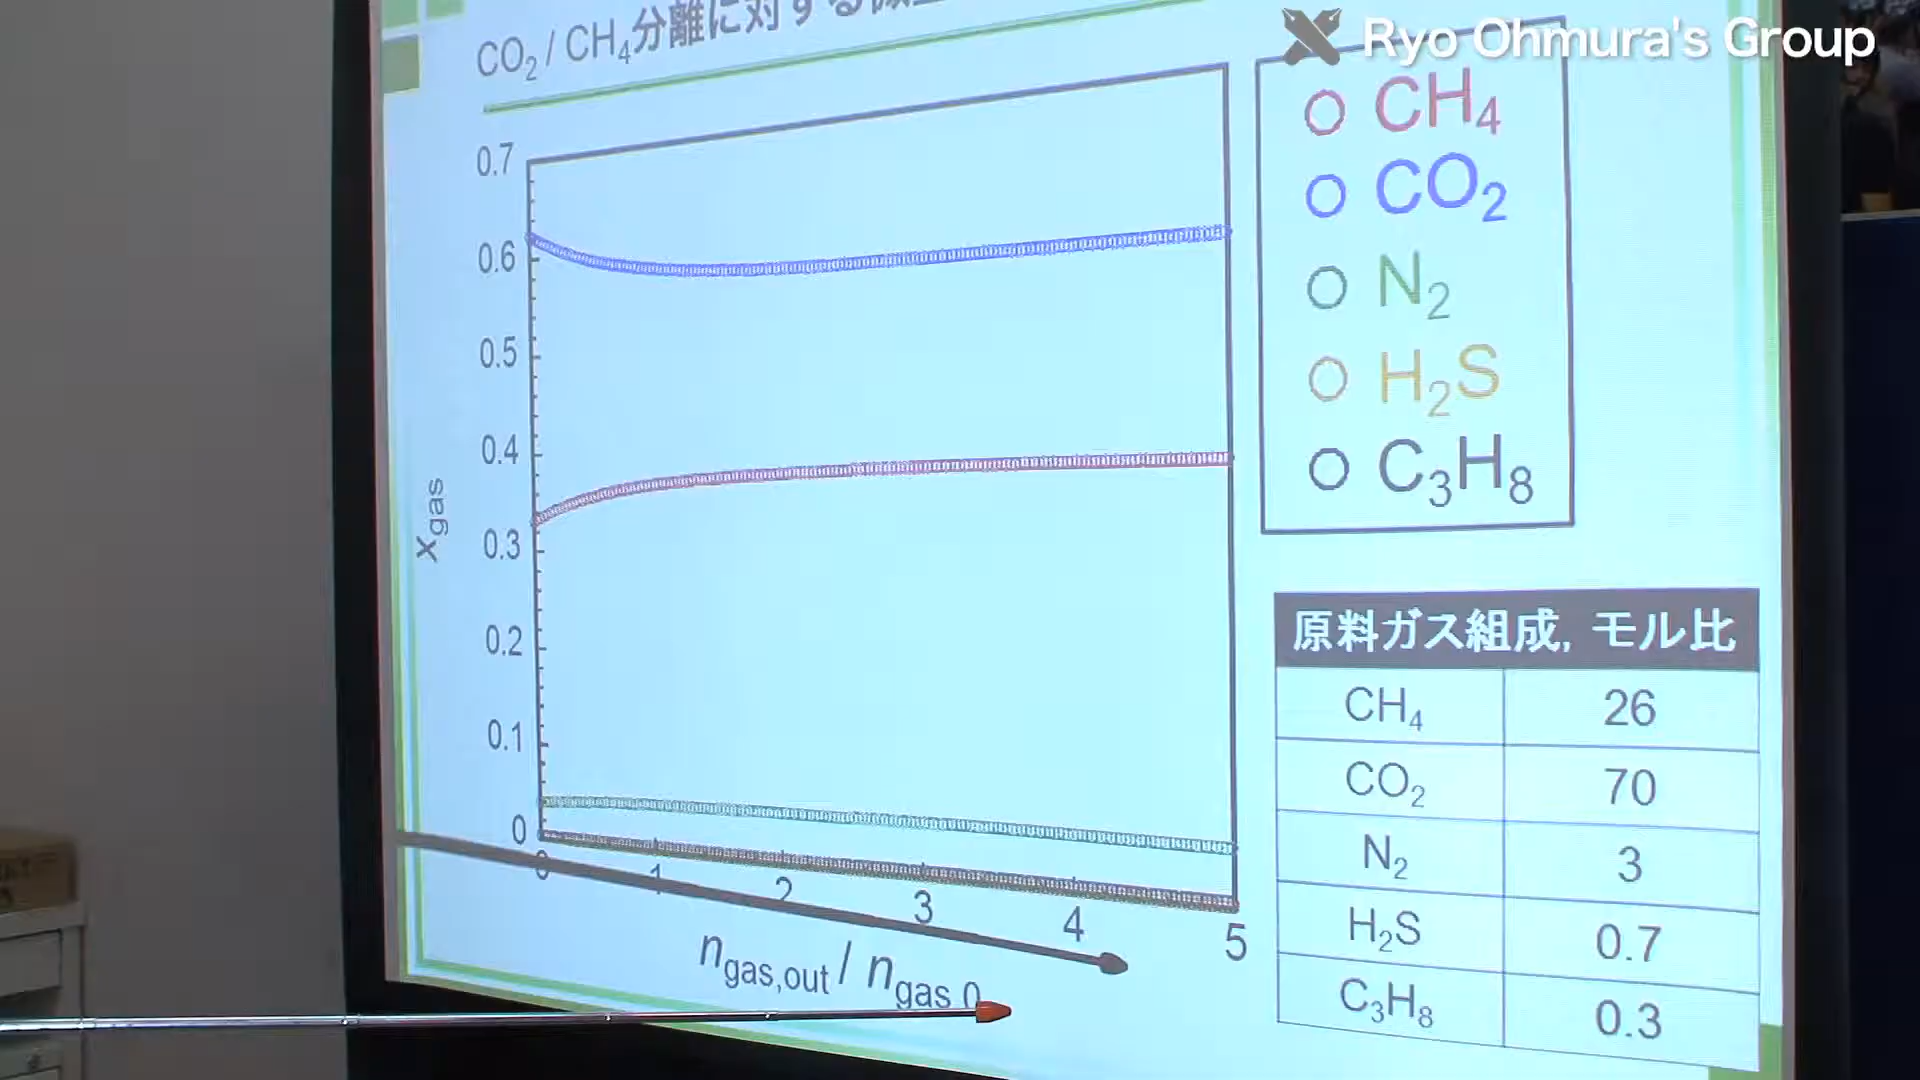 Ryo Ohmura's Group
CO₂ / CH₄分離に対する
CH₄
CO₂
N₂
H₂S
C₃H₈
0.7
0.6
0.5
0.4
0.3
0.2
0.1
0
xgas
0 1 2 3 4 5
ngas,out / ngas,0
原料ガス組成, モル比
CH₄ 26
CO₂ 70
N₂ 3
H₂S 0.7
C₃H₈ 0.3